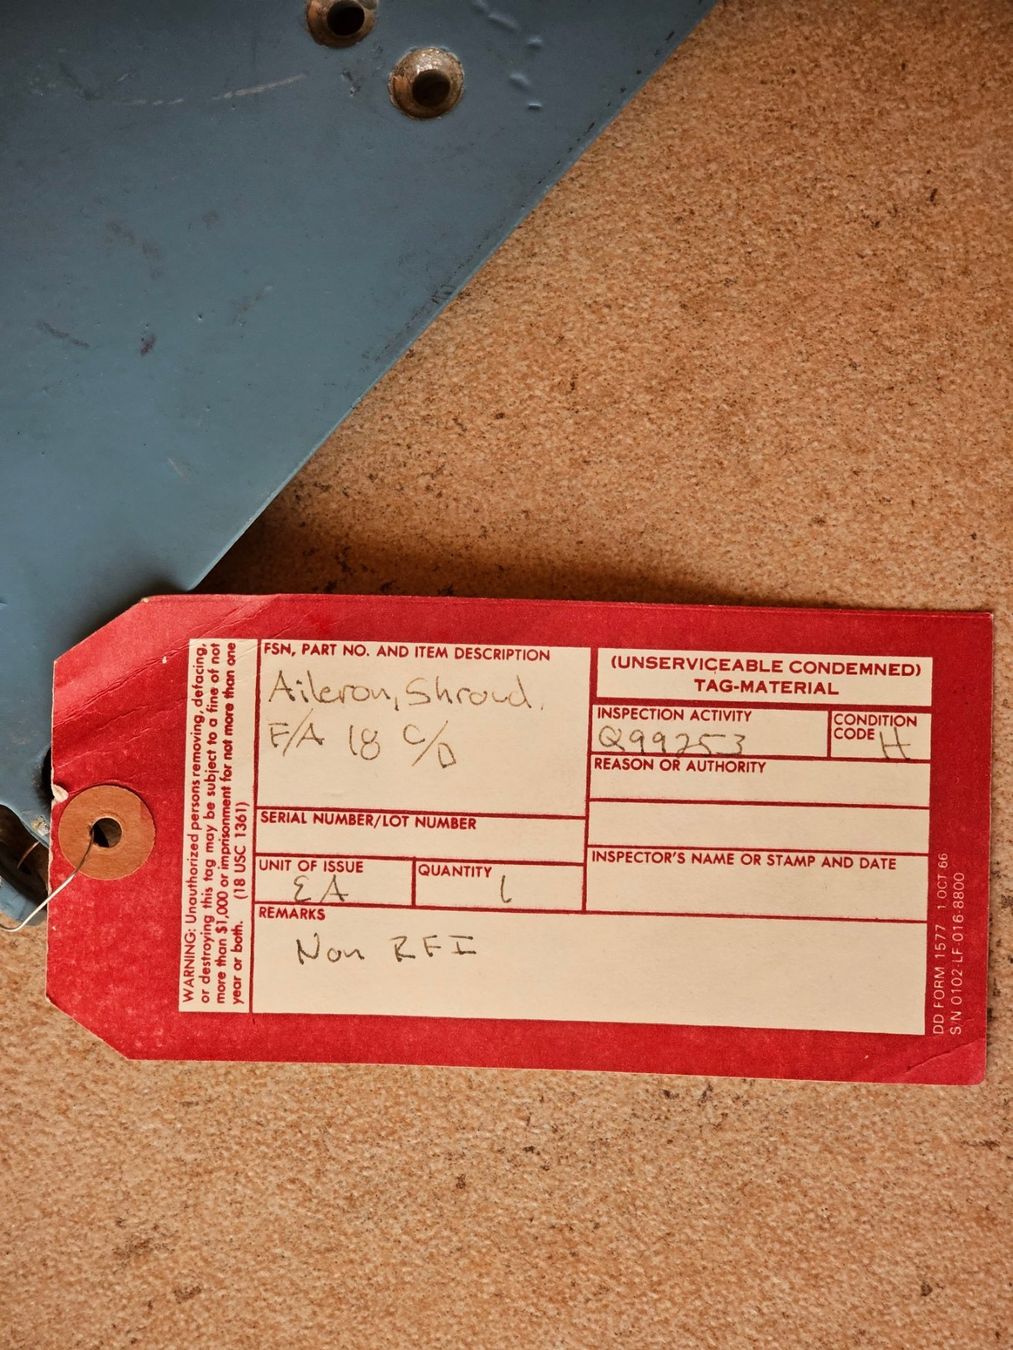 WARNING: Unauthorized persons removing, defacing,
or destroying this tag may be subject to a fine of not
more than $1,000 or imprisonment for not more than one
year or both. (18 USC 1361)
FSN, PART NO. AND ITEM DESCRIPTION
Aileron, Shroud.
F/A 18 C/D
SERIAL NUMBER/LOT NUMBER
UNIT OF ISSUE
EA
QUANTITY
1
REMARKS
Non RFI
(UNSERVICEABLE CONDEMNED)
TAG-MATERIAL
INSPECTION ACTIVITY
Q99253
CONDITION
CODE H
REASON OR AUTHORITY
INSPECTOR'S NAME OR STAMP AND DATE
DD FORM 1577 1 OCT 66
S/N 0102-LF-016-8800